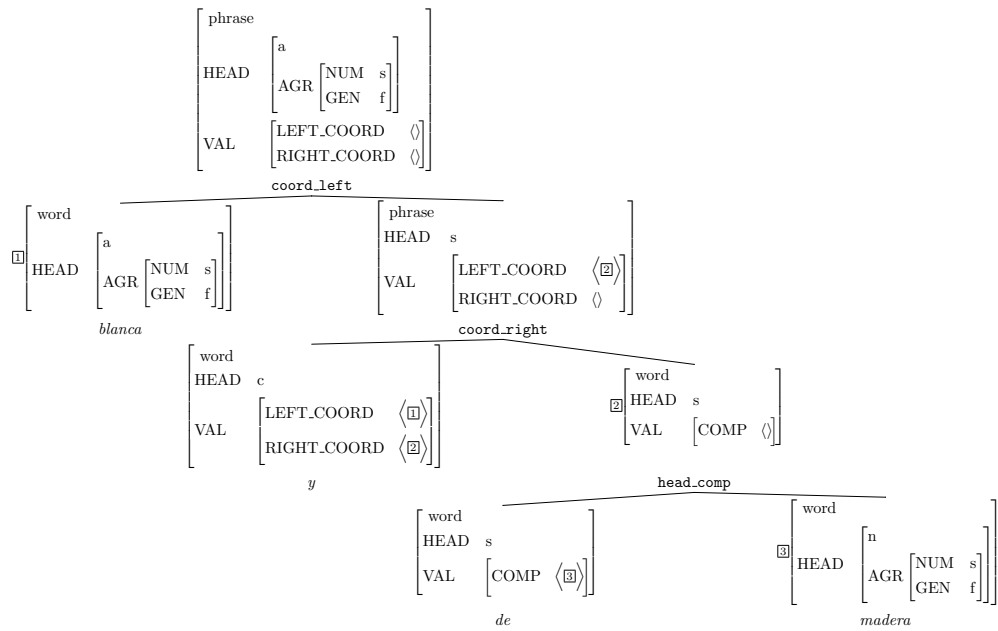 phrase
HEAD a
AGR NUM s
GEN f
VAL LEFT_COORD ⟨⟩
RIGHT_COORD ⟨⟩
coord_left
1 word
HEAD a
AGR NUM s
GEN f
blanca
phrase
HEAD s
VAL LEFT_COORD ⟨2⟩
RIGHT_COORD ⟨⟩
coord_right
word
HEAD c
VAL LEFT_COORD ⟨1⟩
RIGHT_COORD ⟨2⟩
y
2 word
HEAD s
VAL COMP ⟨⟩
head_comp
word
HEAD s
VAL COMP ⟨3⟩
de
3 word
HEAD n
AGR NUM s
GEN f
madera